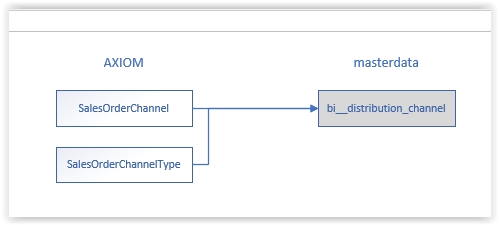 AXIOM
masterdata
SalesOrderChannel
bi__distribution_channel
SalesOrderChannelType